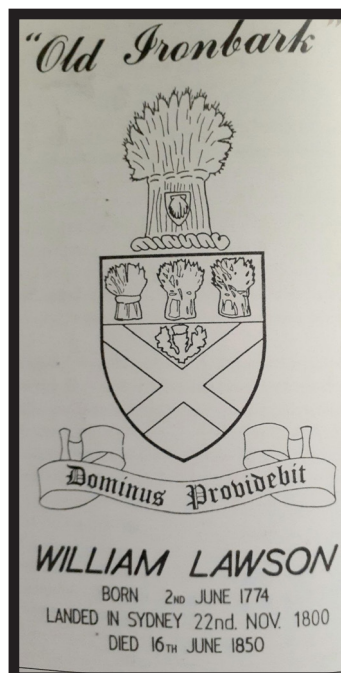 "Old Ironbark"
Dominus Providebit
WILLIAM LAWSON
BORN 2ND JUNE 1774
LANDED IN SYDNEY 22nd. NOV. 1800
DIED 16TH JUNE 1850